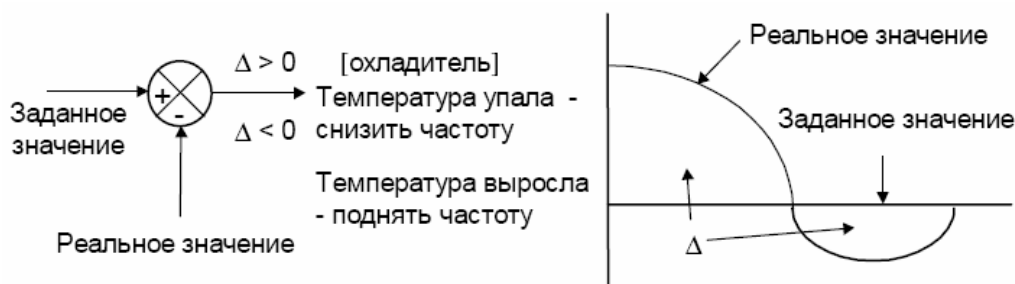 Δ > 0 [охладитель]
Заданное
значение
+
-
Температура упала -
Δ < 0 снизить частоту
Температура выросла
- поднять частоту
Реальное значение
Реальное значение
Заданное значение
Δ